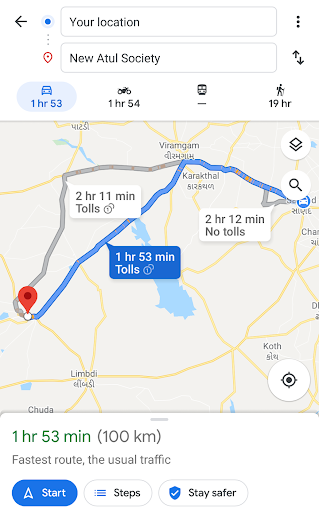 Your location
New Atul Society
1 hr 53
1 hr 54
—
19 hr
પાટડી
Viramgam
વીરમગામ
Karakthal
કારકથળ
2 hr 11 min
Tolls
2 hr 12 min
No tolls
સાણંદ
1 hr 53 min
Tolls
Limbdi
લીંબડી
Koth
કોઠ
Chuda
1 hr 53 min (100 km)
Fastest route, the usual traffic
Start
Steps
Stay safer